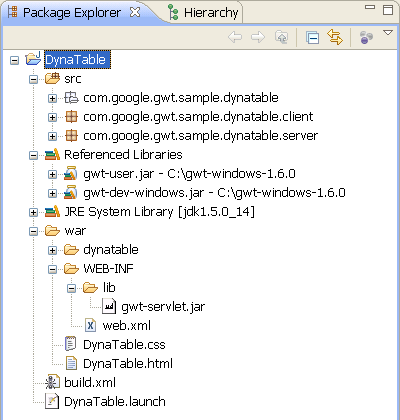 Package Explorer
Hierarchy
DynaTable
src
com.google.gwt.sample.dynatable
com.google.gwt.sample.dynatable.client
com.google.gwt.sample.dynatable.server
Referenced Libraries
gwt-user.jar - C:\gwt-windows-1.6.0
gwt-dev-windows.jar - C:\gwt-windows-1.6.0
JRE System Library [jdk1.5.0_14]
war
dynatable
WEB-INF
lib
gwt-servlet.jar
web.xml
DynaTable.css
DynaTable.html
build.xml
DynaTable.launch